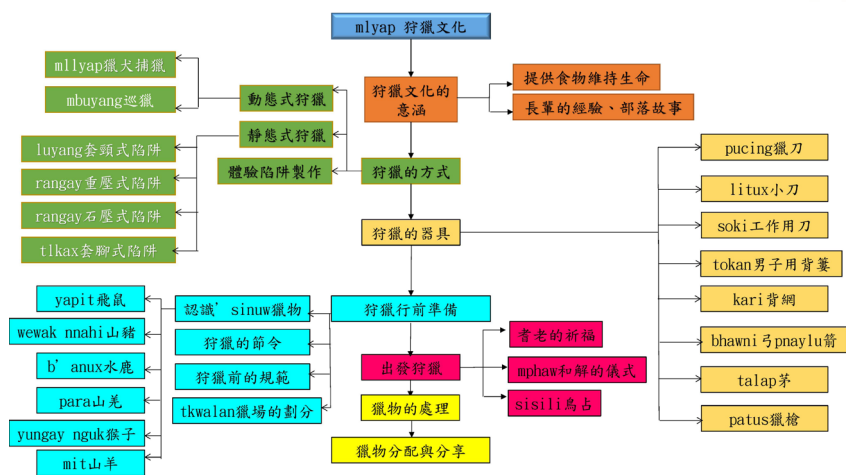 mlyap 狩獵文化
狩獵文化的
意涵
提供食物維持生命
長輩的經驗、部落故事
mllyap獵犬捕獵
mbuyang巡獵
動態式狩獵
靜態式狩獵
體驗陷阱製作
狩獵的方式
luyang套頸式陷阱
rangay重壓式陷阱
rangay石壓式陷阱
tlkax套腳式陷阱
狩獵的器具
pucing獵刀
litux小刀
soki工作用刀
tokan男子用背簍
kari背網
bhawni弓pnaylu箭
talap茅
patus獵槍
狩獵行前準備
認識’sinuw獵物
狩獵的節令
狩獵前的規範
tkwalan獵場的劃分
yapit飛鼠
wewak nnahi山豬
b’anux水鹿
para山羌
yungay nguk猴子
mit山羊
出發狩獵
耆老的祈福
mphaw和解的儀式
sisili鳥占
獵物的處理
獵物分配與分享